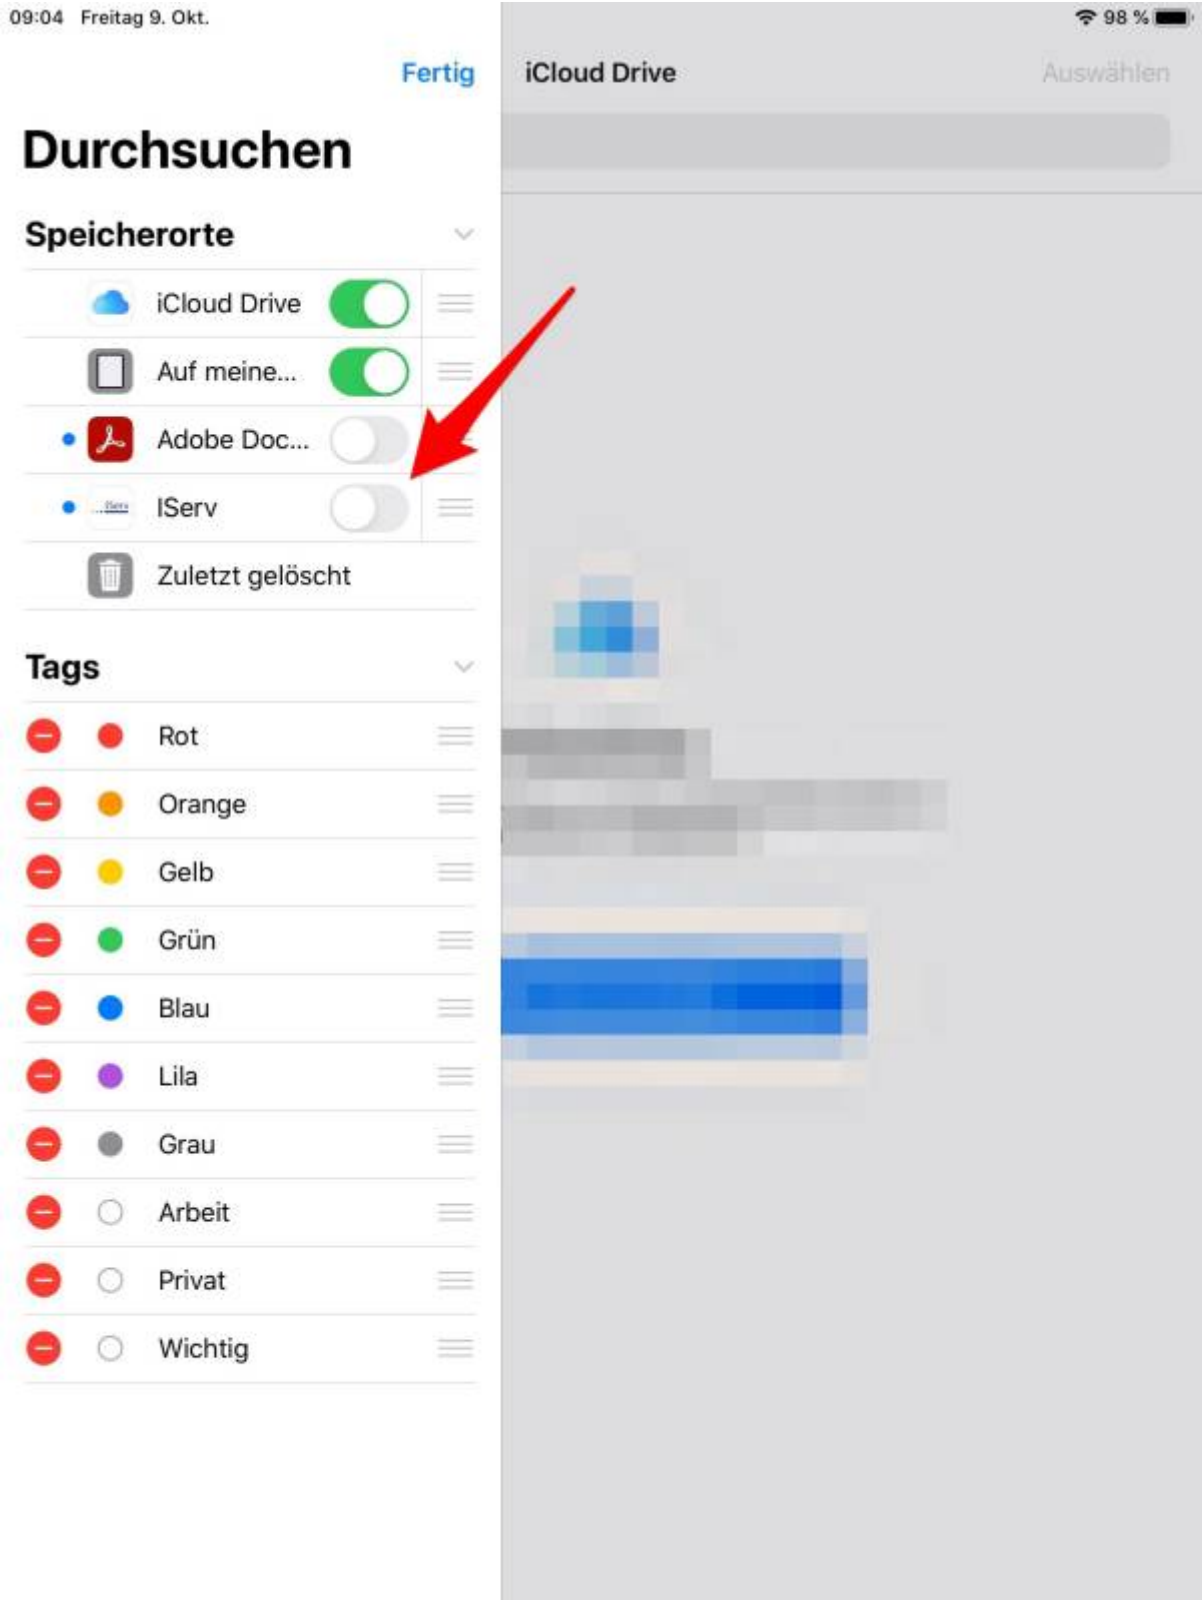 09:04 Freitag 9. Okt. 98 %
Fertig
iCloud Drive
Auswählen
Durchsuchen
Speicherorte
iCloud Drive
Auf meine...
Adobe Doc...
IServ
IServ
Zuletzt gelöscht
Tags
Rot
Orange
Gelb
Grün
Blau
Lila
Grau
Arbeit
Privat
Wichtig